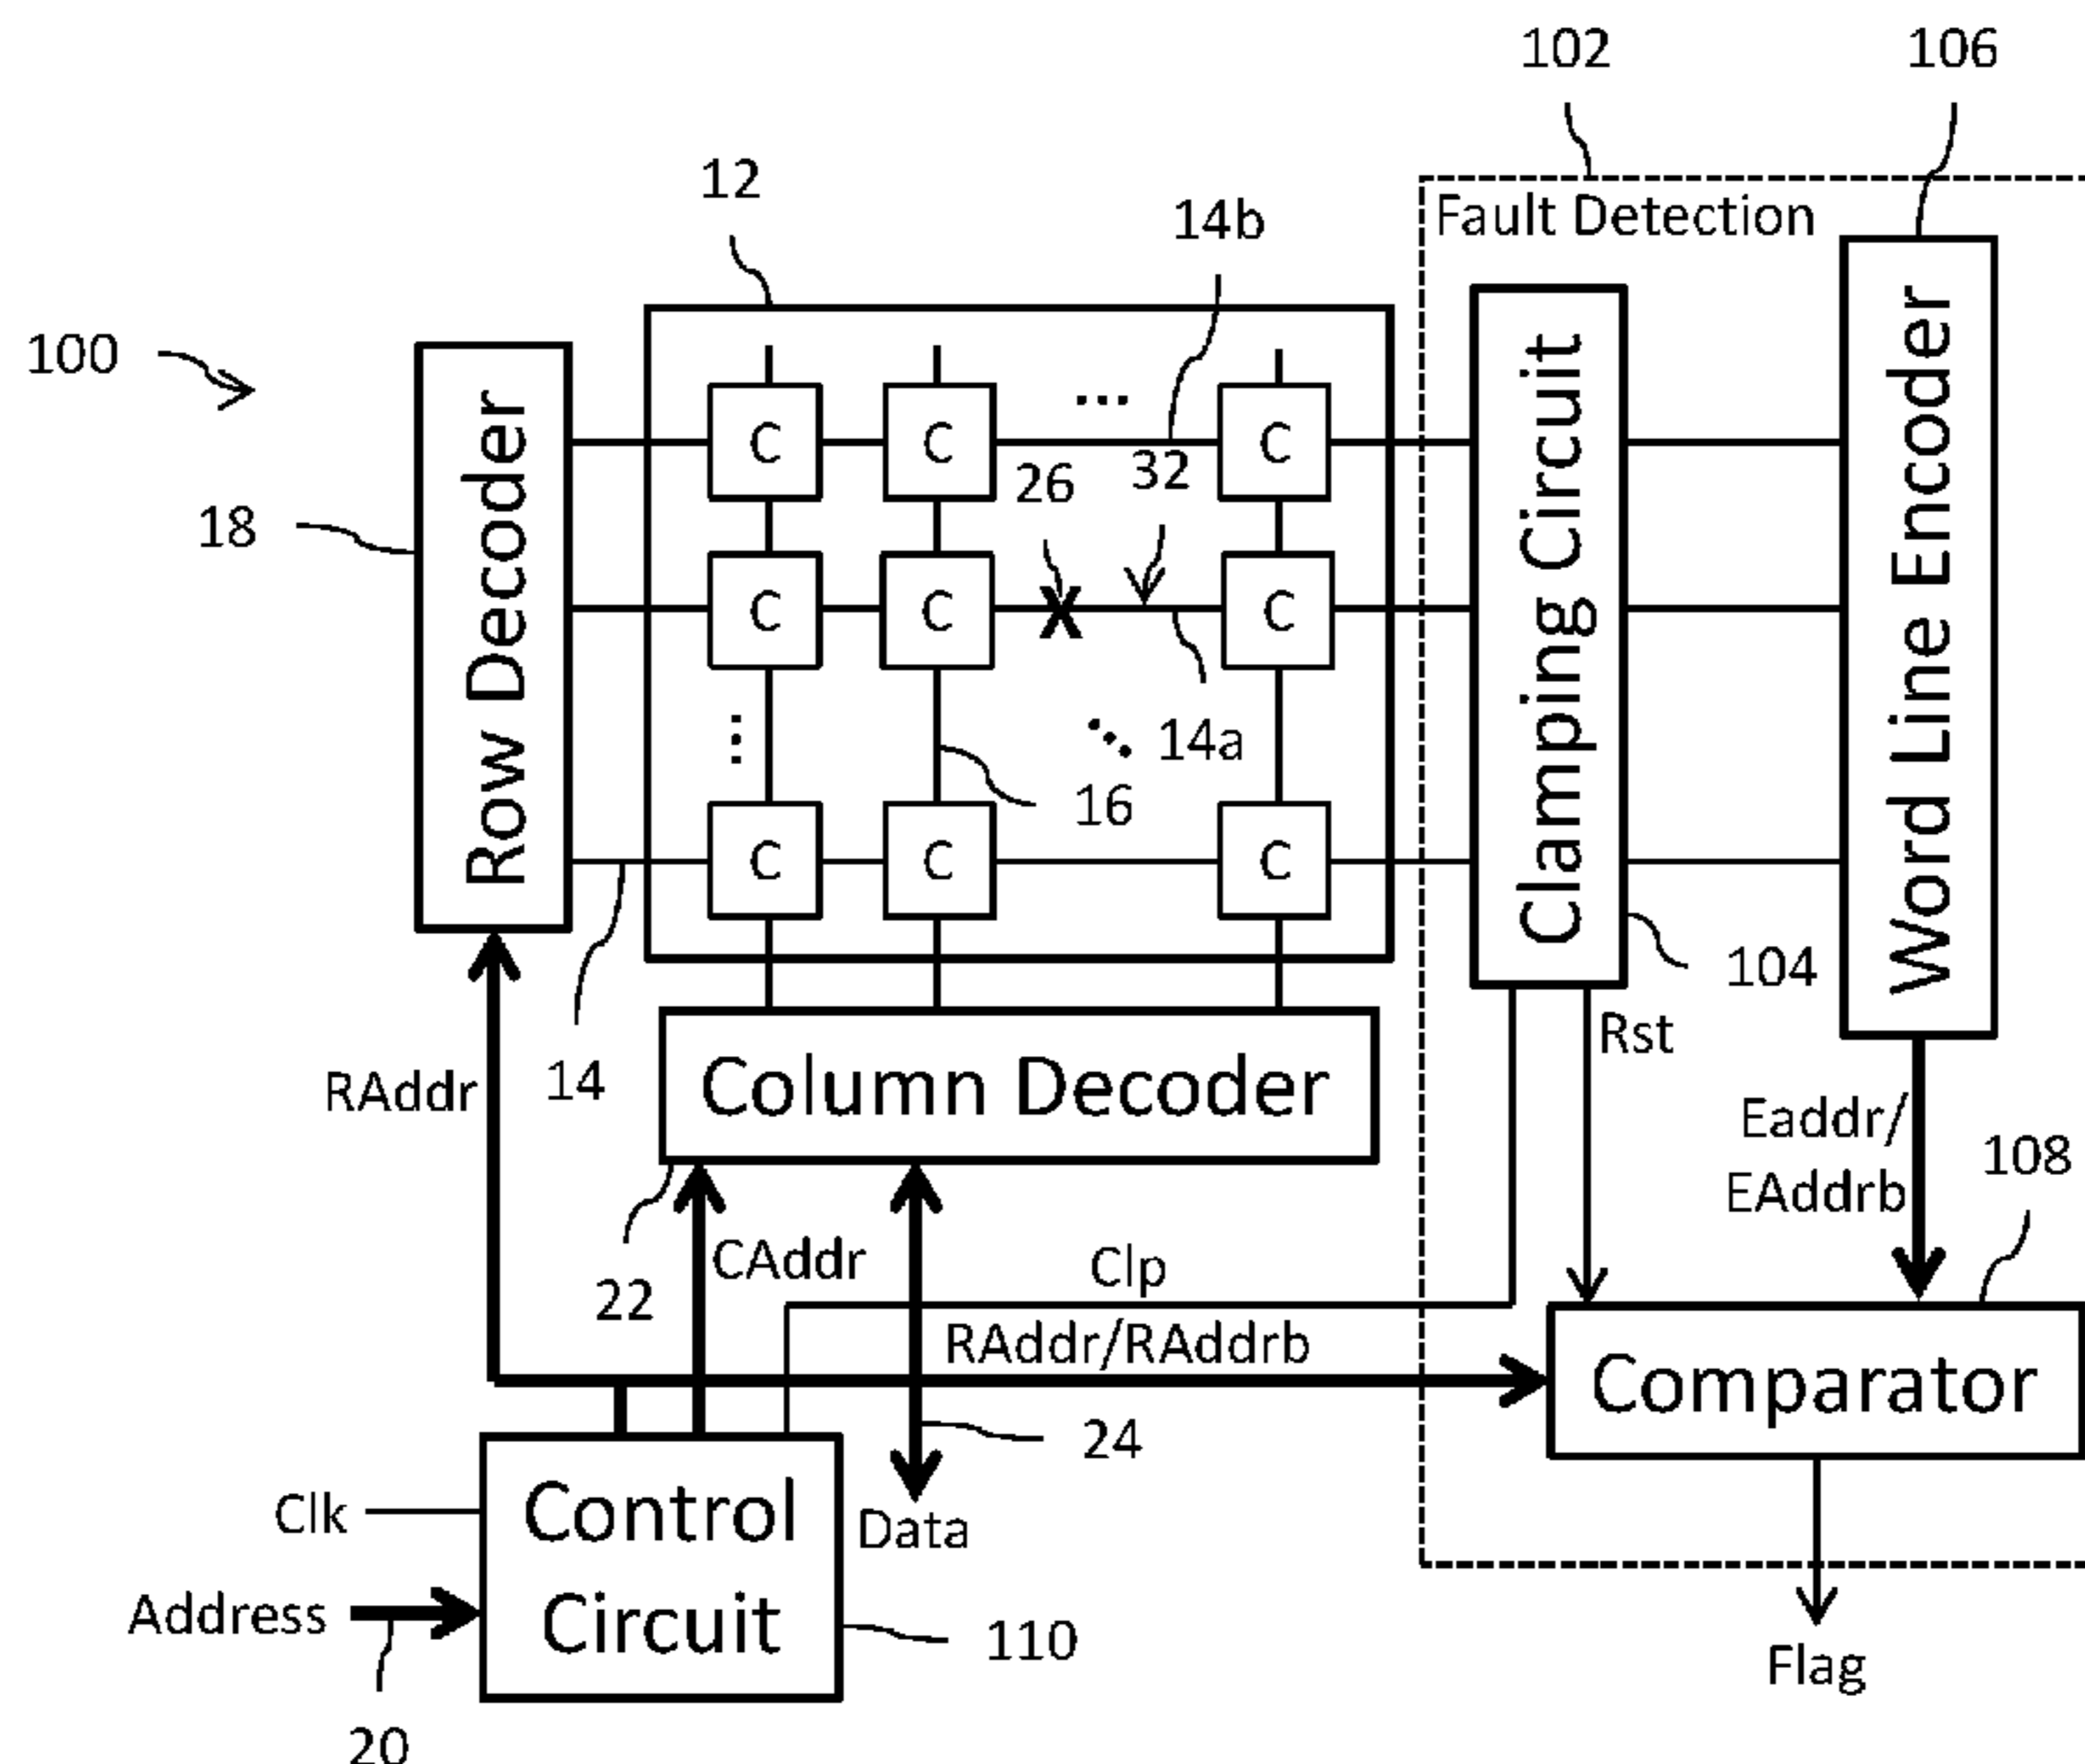 102
106
12
14b
Fault Detection
100
Row Decoder
18
C
C
...
C
26
32
C
C
X
C
...
...
14a
16
C
C
C
Clamping Circuit
Word Line Encoder
104
Rst
RAddr
14
Column Decoder
Eaddr/
EAddrb
108
22
CAddr
Clp
RAddr/RAddrb
Comparator
24
Clk
Control
Circuit
Data
Address
110
Flag
20